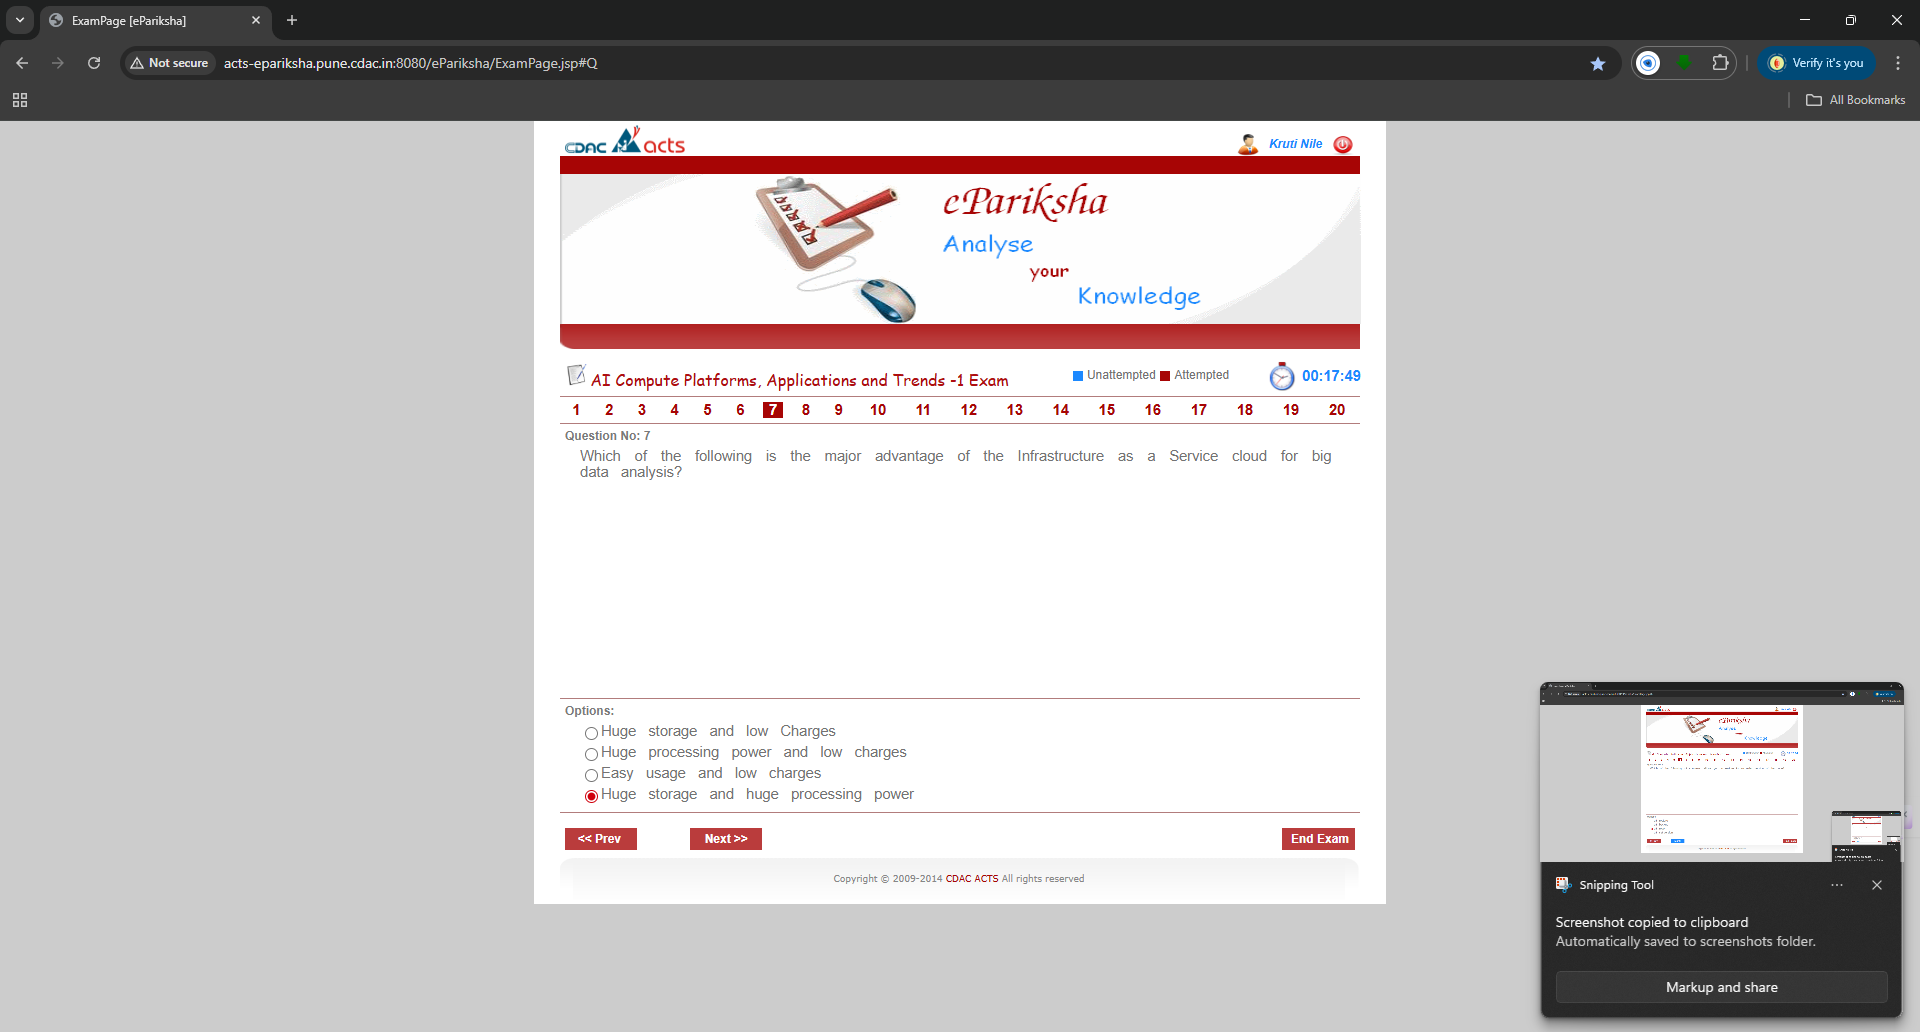 ExamPage [ePariksha]
Not secure
acts-epariksha.pune.cdac.in:8080/ePariksha/ExamPage.jsp#Q
Verify it's you
All Bookmarks
CDAC acts
Kruti Nile
ePariksha
Analyse
your
Knowledge
AI Compute Platforms, Applications and Trends -1 Exam
Unattempted Attempted
00:17:49
1 2 3 4 5 6 7 8 9 10 11 12 13 14 15 16 17 18 19 20
Question No: 7
Which of the following is the major advantage of the Infrastructure as a Service cloud for big
data analysis?
Options:
Huge storage and low Charges
Huge processing power and low charges
Easy usage and low charges
Huge storage and huge processing power
<< Prev
Next >>
End Exam
Copyright © 2009-2014 CDAC ACTS All rights reserved
Snipping Tool
Screenshot copied to clipboard
Automatically saved to screenshots folder.
Markup and share